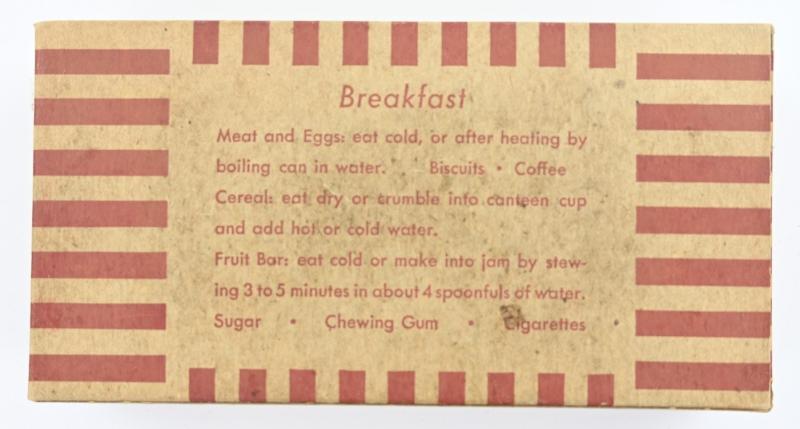 Breakfast
Meat and Eggs: eat cold, or after heating by
boiling can in water. Biscuits • Coffee
Cereal: eat dry or crumble into canteen cup
and add hot or cold water.
Fruit Bar: eat cold or make into jam by stew-
ing 3 to 5 minutes in about 4 spoonfuls of water.
Sugar • Chewing Gum • Cigarettes •